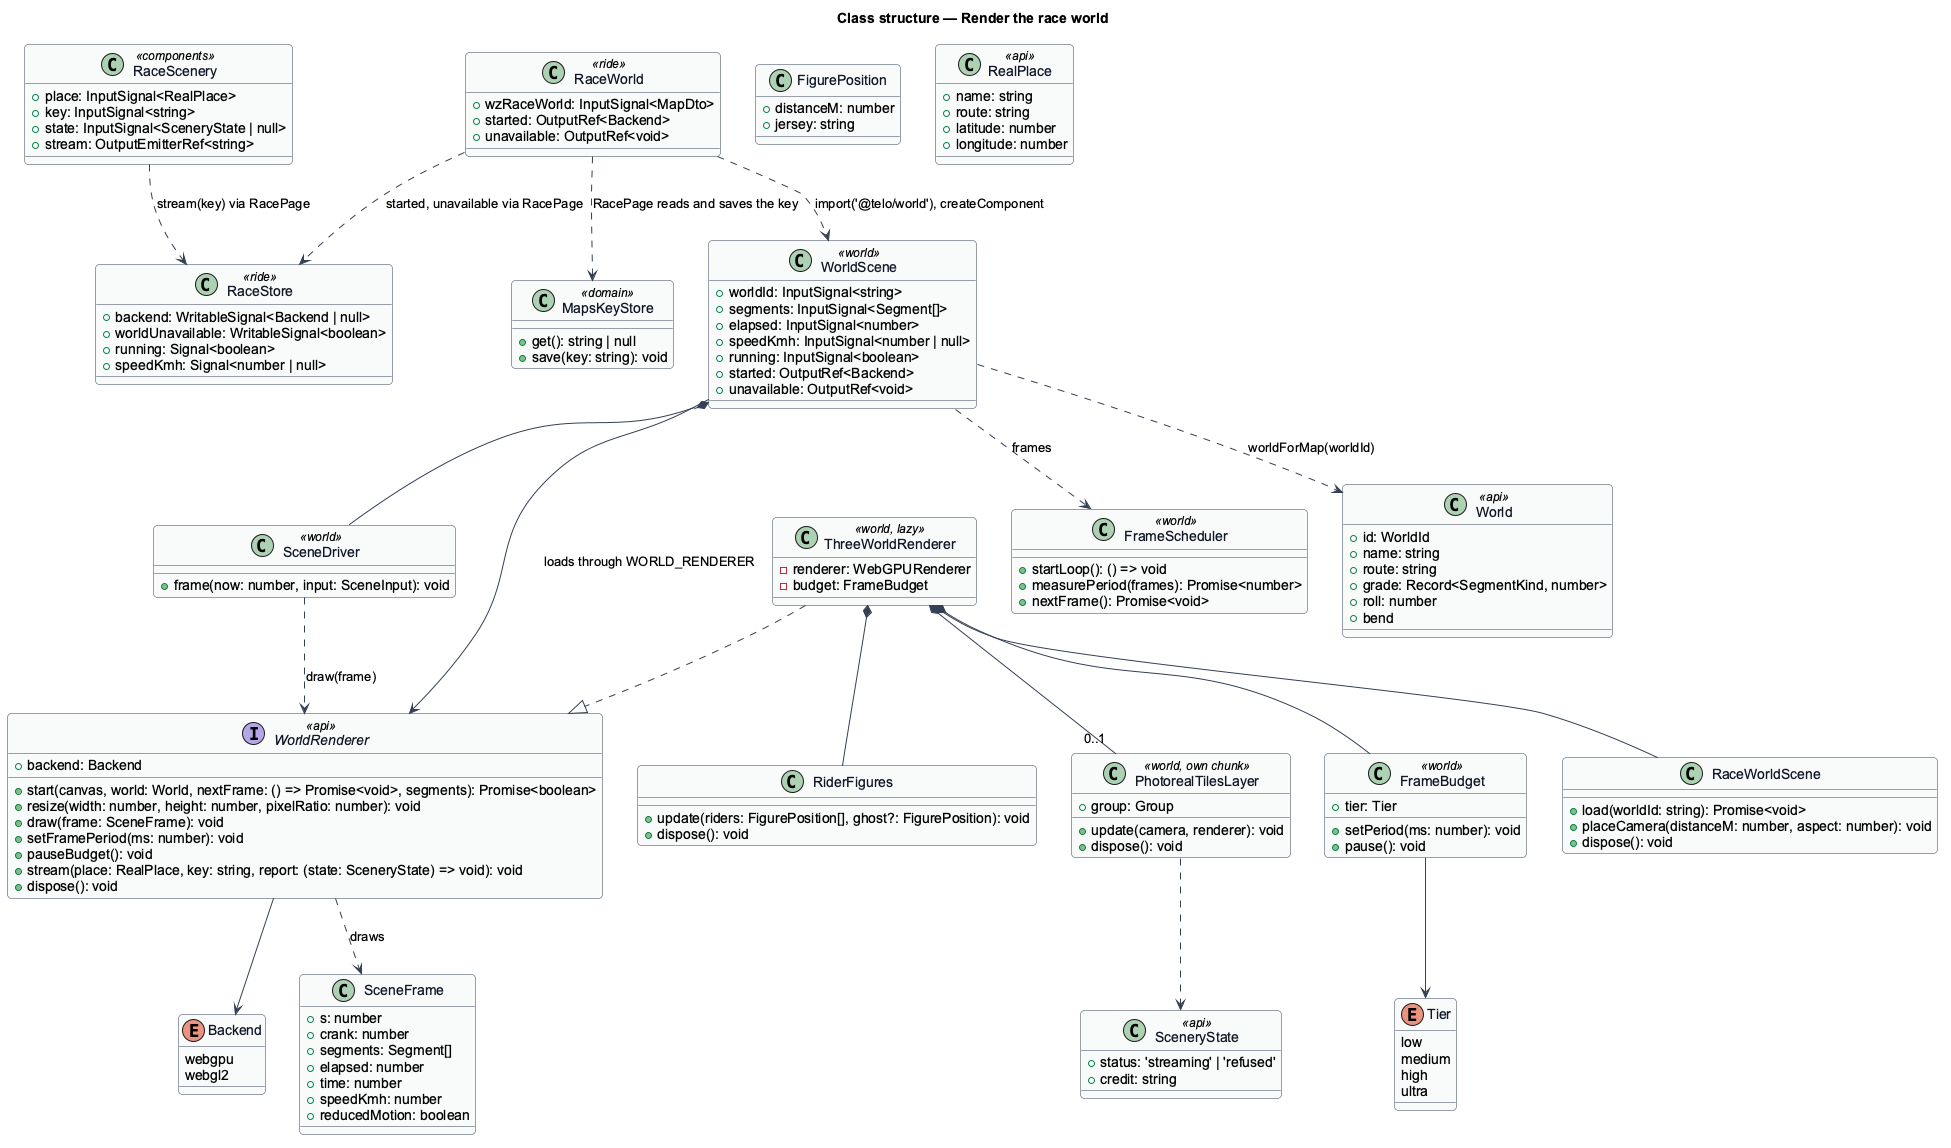 Class structure — Render the race world
«components»
RaceScenery
place: InputSignal<RealPlace>
key: InputSignal<string>
state: InputSignal<SceneryState | null>
stream: OutputEmitterRef<string>
«ride»
RaceWorld
wzRaceWorld: InputSignal<MapDto>
started: OutputRef<Backend>
unavailable: OutputRef<void>
FigurePosition
distanceM: number
jersey: string
«api»
RealPlace
name: string
route: string
latitude: number
longitude: number
stream(key) via RacePage
started, unavailable via RacePage
RacePage reads and saves the key
import('@telo/world'), createComponent
«ride»
RaceStore
backend: WritableSignal<Backend | null>
worldUnavailable: WritableSignal<boolean>
running: Signal<boolean>
speedKmh: Signal<number | null>
«domain»
MapsKeyStore
get(): string | null
save(key: string): void
«world»
WorldScene
worldId: InputSignal<string>
segments: InputSignal<Segment[]>
elapsed: InputSignal<number>
speedKmh: InputSignal<number | null>
running: InputSignal<boolean>
started: OutputRef<Backend>
unavailable: OutputRef<void>
frames
worldForMap(worldId)
«world»
SceneDriver
frame(now: number, input: SceneInput): void
loads through WORLD_RENDERER
«world, lazy»
ThreeWorldRenderer
renderer: WebGPURenderer
budget: FrameBudget
«world»
FrameScheduler
startLoop(): () => void
measurePeriod(frames): Promise<number>
nextFrame(): Promise<void>
«api»
World
id: WorldId
name: string
route: string
grade: Record<SegmentKind, number>
roll: number
bend
draw(frame)
«api»
WorldRenderer
backend: Backend
start(canvas, world: World, nextFrame: () => Promise<void>, segments): Promise<boolean>
resize(width: number, height: number, pixelRatio: number): void
draw(frame: SceneFrame): void
setFramePeriod(ms: number): void
pauseBudget(): void
stream(place: RealPlace, key: string, report: (state: SceneryState) => void): void
dispose(): void
RiderFigures
update(riders: FigurePosition[], ghost?: FigurePosition): void
dispose(): void
0..1
«world, own chunk»
PhotorealTilesLayer
group: Group
update(camera, renderer): void
dispose(): void
«world»
FrameBudget
tier: Tier
setPeriod(ms: number): void
pause(): void
RaceWorldScene
load(worldId: string): Promise<void>
placeCamera(distanceM: number, aspect: number): void
dispose(): void
draws
Backend
webgpu
webgl2
SceneFrame
s: number
crank: number
segments: Segment[]
elapsed: number
time: number
speedKmh: number
reducedMotion: boolean
«api»
SceneryState
status: 'streaming' | 'refused'
credit: string
Tier
low
medium
high
ultra